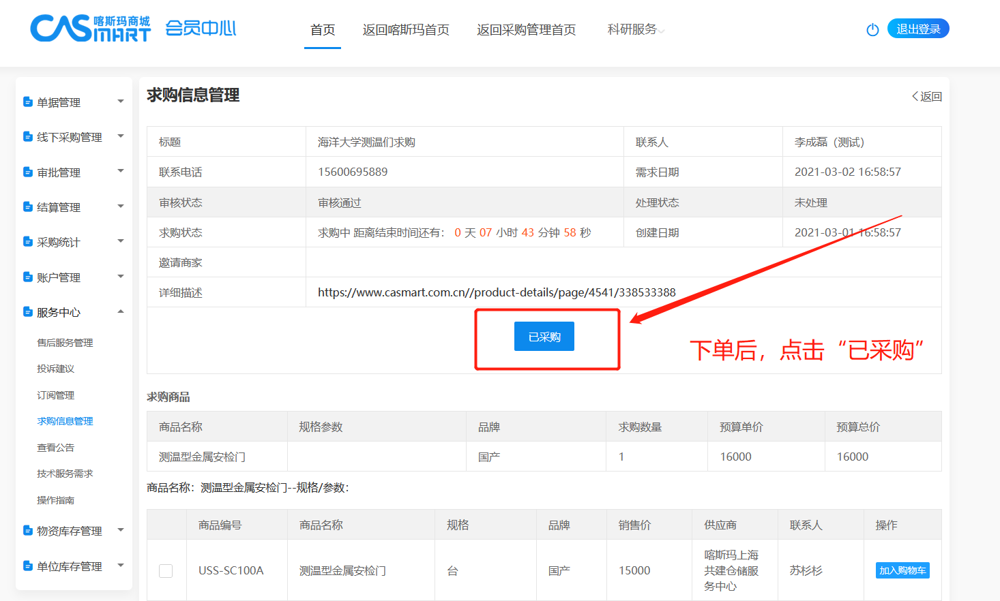 CASMART 喀斯玛商城 会员中心
首页 返回喀斯玛首页 返回采购管理首页 科研服务 退出登录
单据管理
线下采购管理
审批管理
结算管理
采购统计
账户管理
服务中心
售后服务管理
投诉建议
订阅管理
求购信息管理
查看公告
技术服务需求
操作指南
物资库存管理
单位库存管理
求购信息管理 返回
标题 海洋大学测温们求购 联系人 李成磊（测试）
联系电话 15600695889 需求日期 2021-03-02 16:58:57
审核状态 审核通过 处理状态 未处理
求购状态 求购中 距离结束时间还有： 0 天 07 小时 43 分钟 58 秒 创建日期 2021-03-01 16:58:57
邀请商家
详细描述 https://www.casmart.com.cn//product-details/page/4541/338533388
已采购
下单后，点击“已采购”
求购商品
商品名称 规格参数 品牌 求购数量 预算单价 预算总价
测温型金属安检门 国产 1 16000 16000
商品名称：测温型金属安检门--规格/参数：
商品编号 商品名称 规格 品牌 销售价 供应商 联系人 操作
USS-SC100A 测温型金属安检门 台 国产 15000 喀斯玛上海
共建仓储服
务中心 苏杉杉 加入购物车